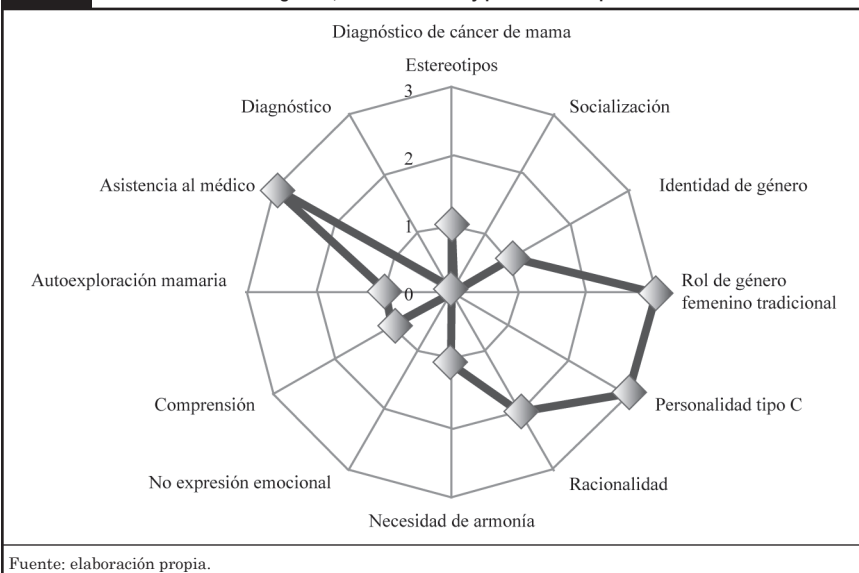 Diagnóstico de cáncer de mama
Estereotipos
3
Diagnóstico
Socialización
2
Asistencia al médico
Identidad de género
1
Autoexploración mamaria
0
Rol de género
femenino tradicional
Comprensión
Personalidad tipo C
No expresión emocional
Racionalidad
Necesidad de armonía
Fuente: elaboración propia.